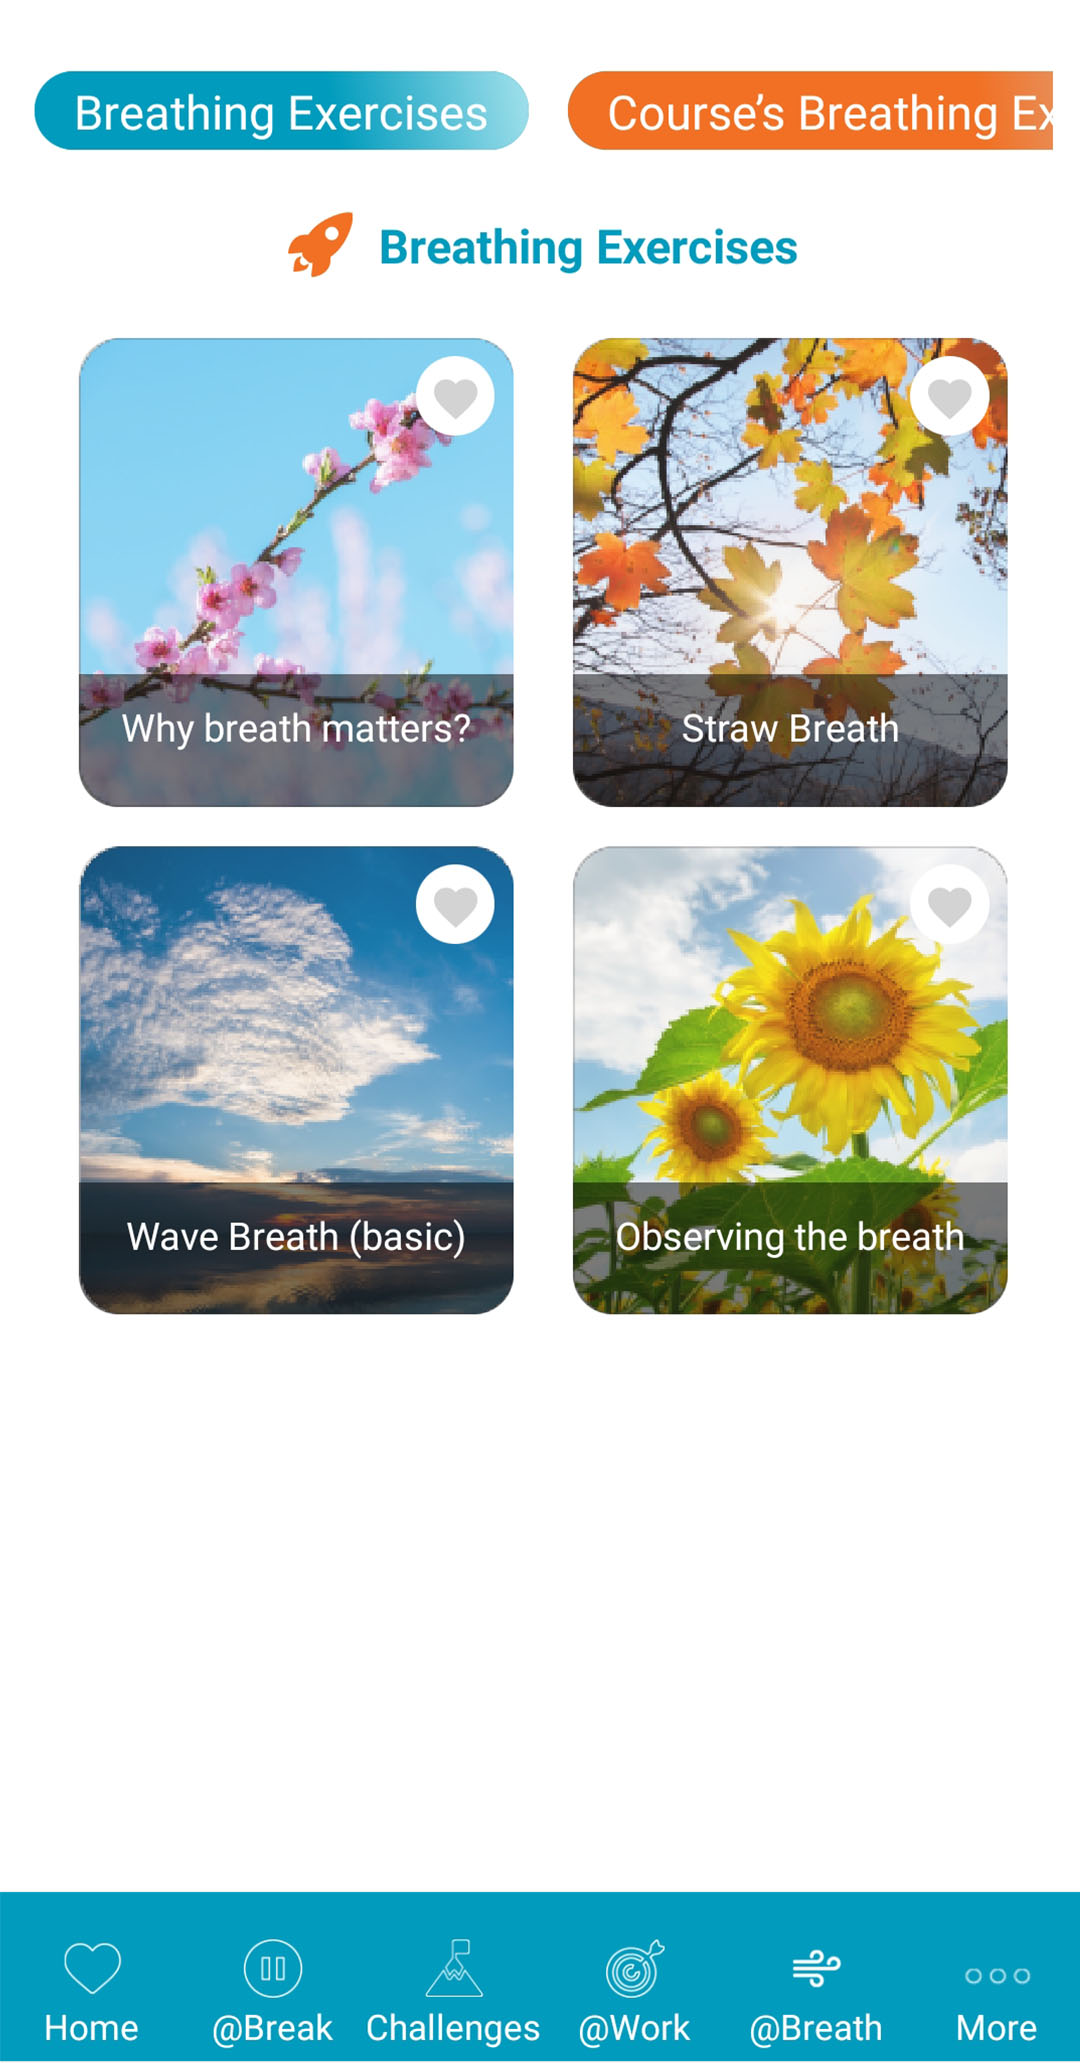 Breathing Exercises
Course’s Breathing Ex
Breathing Exercises
Why breath matters?
Straw Breath
Wave Breath (basic)
Observing the breath
Home
@Break
Challenges
@Work
@Breath
More